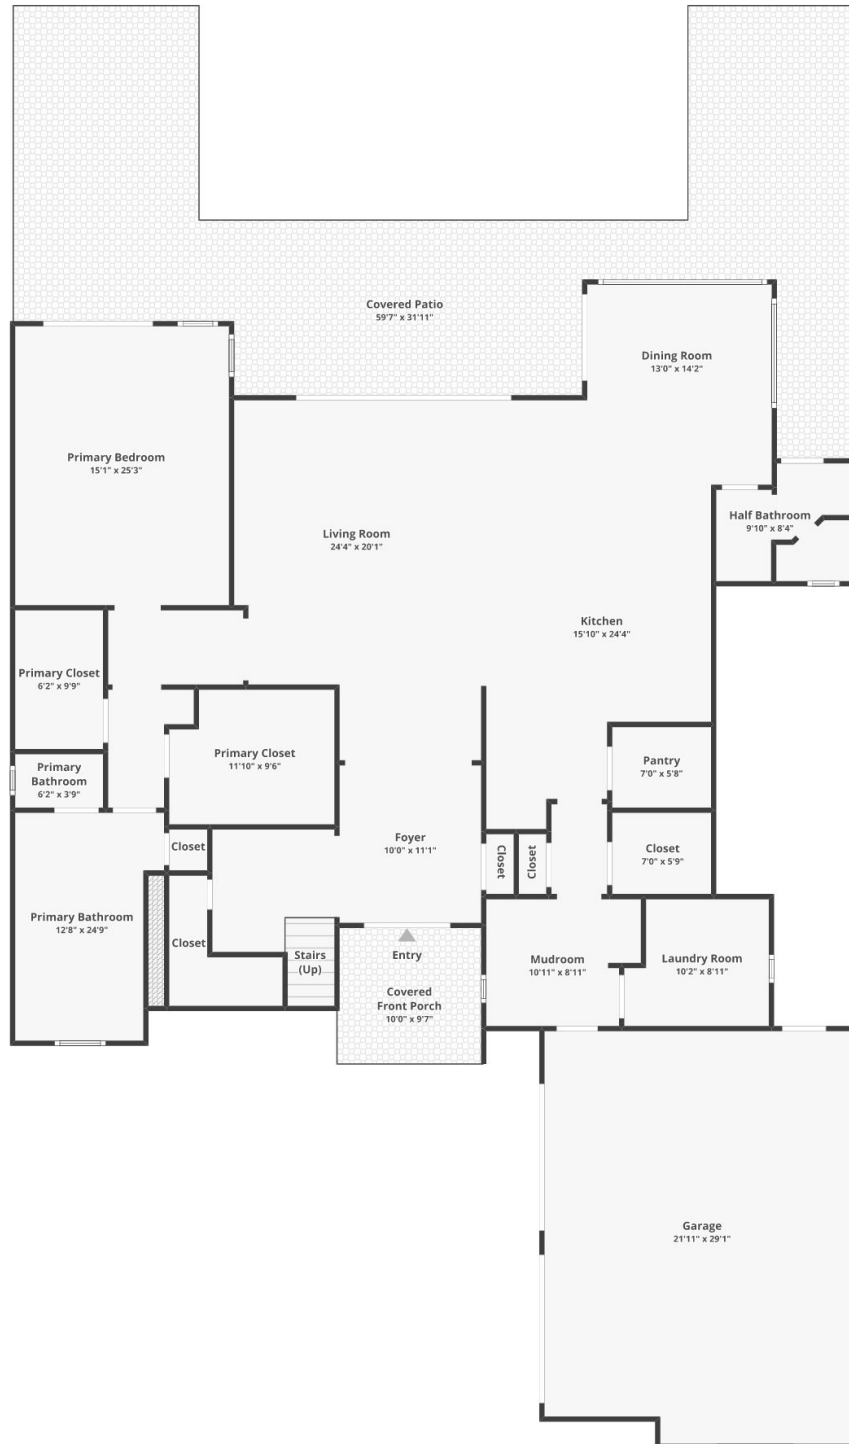 Covered Patio
59'7" x 31'11"
Dining Room
13'0" x 14'2"
Primary Bedroom
15'1" x 25'3"
Half Bathroom
9'10" x 8'4"
Living Room
24'4" x 20'1"
Kitchen
15'10" x 24'4"
Primary Closet
6'2" x 9'9"
Primary Closet
11'10" x 9'6"
Pantry
7'0" x 5'8"
Primary
Bathroom
6'2" x 3'9"
Foyer
10'0" x 11'1"
Closet
Closet
Closet
Closet
7'0" x 5'9"
Primary Bathroom
12'8" x 24'9"
Closet
Stairs
(Up)
Entry
Mudroom
10'11" x 8'11"
Laundry Room
10'2" x 8'11"
Covered
Front Porch
10'0" x 9'7"
Garage
21'11" x 29'1"